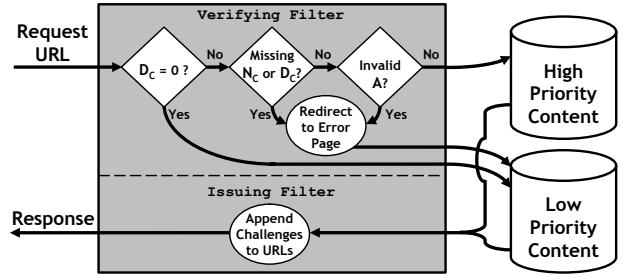 Verifying Filter
Request
URL
D_C = 0 ?
No
Missing
N_C or D_C?
No
Invalid
A?
No
Yes
Yes
Yes
Redirect
to Error
Page
High
Priority
Content
Issuing Filter
Response
Append
Challenges
to URLs
Low
Priority
Content